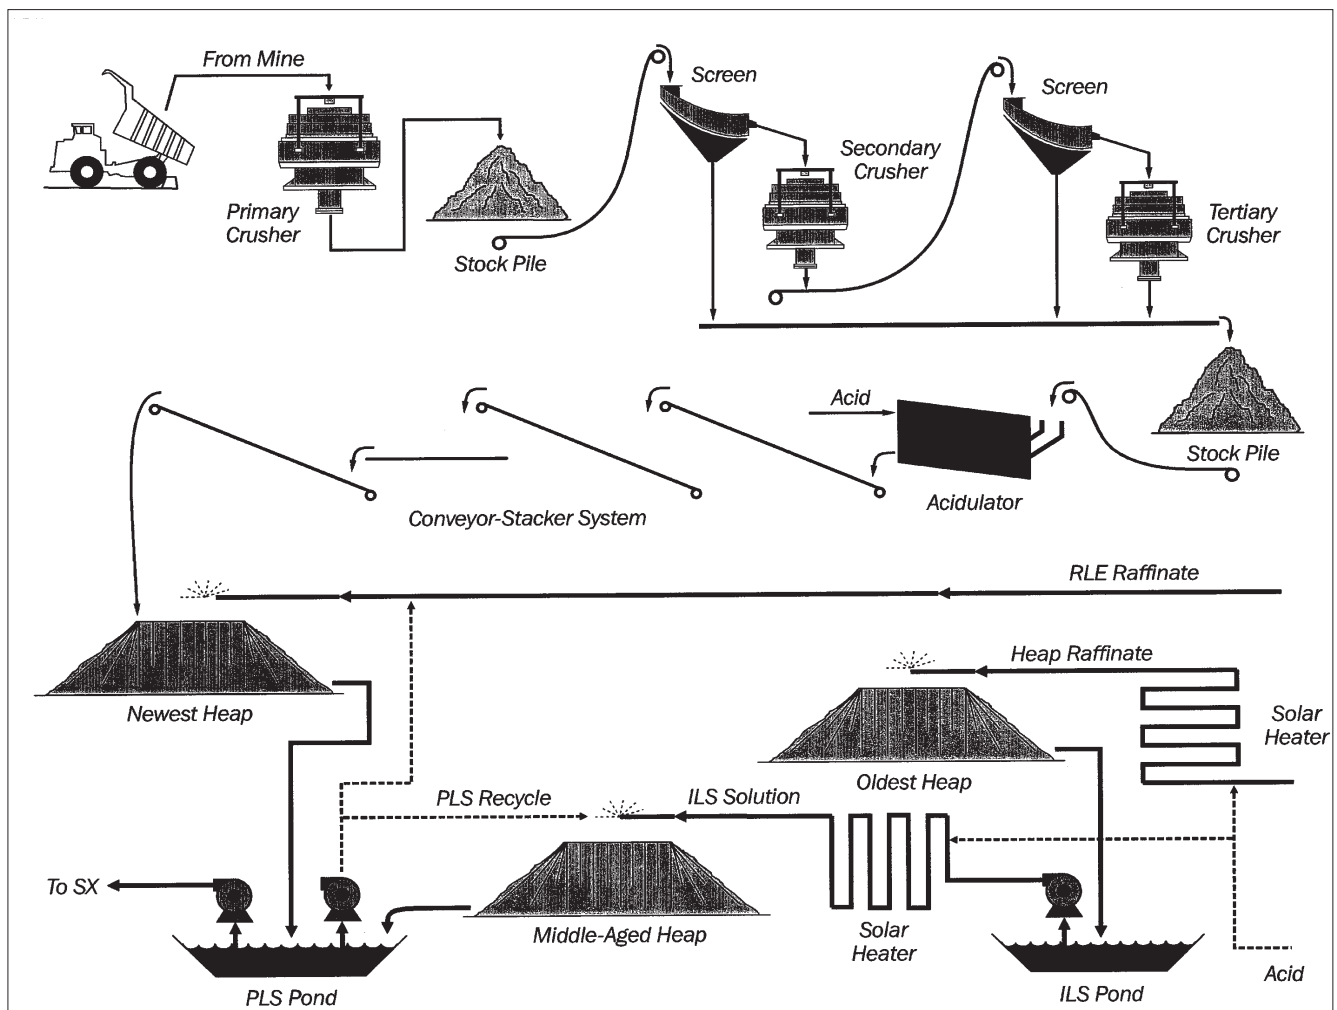 From Mine
Screen
Screen
Secondary
Crusher
Primary
Crusher
Tertiary
Crusher
Stock Pile
Acid
Stock Pile
Acidulator
Conveyor-Stacker System
RLE Raffinate
Heap Raffinate
Newest Heap
Solar
Heater
Oldest Heap
PLS Recycle
ILS Solution
To SX
Middle-Aged Heap
Solar
Heater
Acid
PLS Pond
ILS Pond